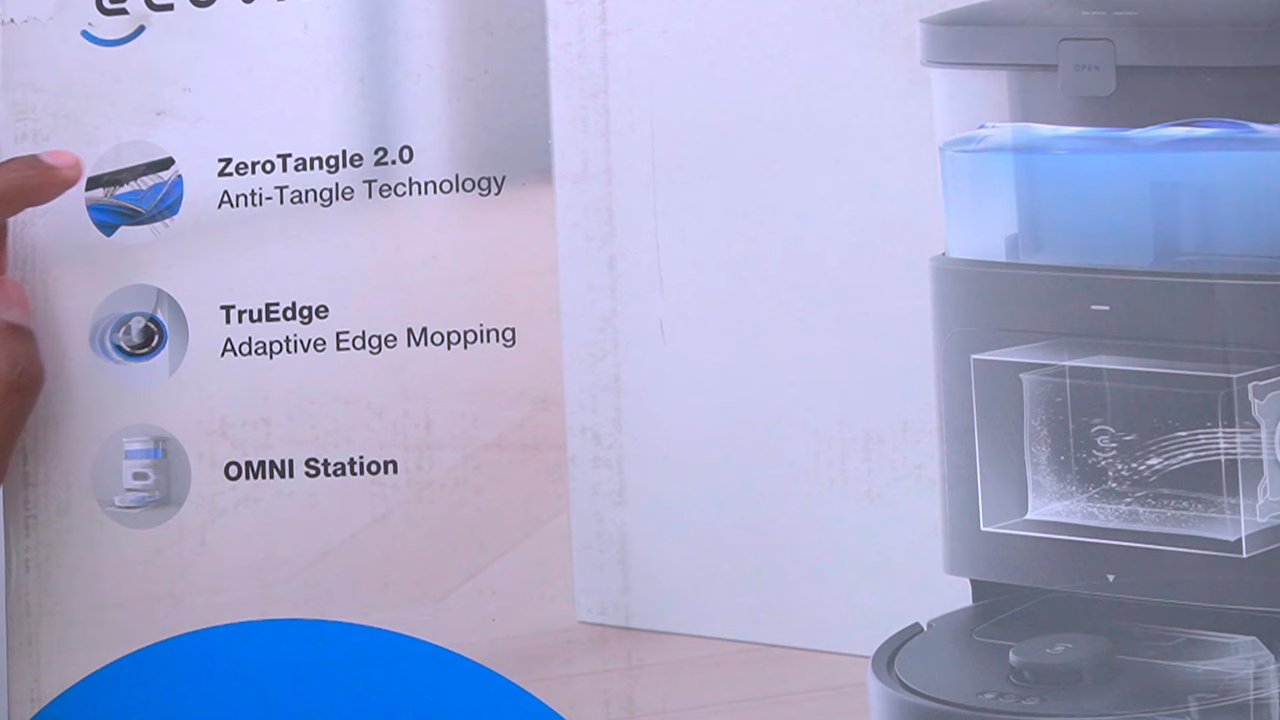 ZeroTangle 2.0
Anti-Tangle Technology
TruEdge
Adaptive Edge Mopping
OMNI Station
OPEN